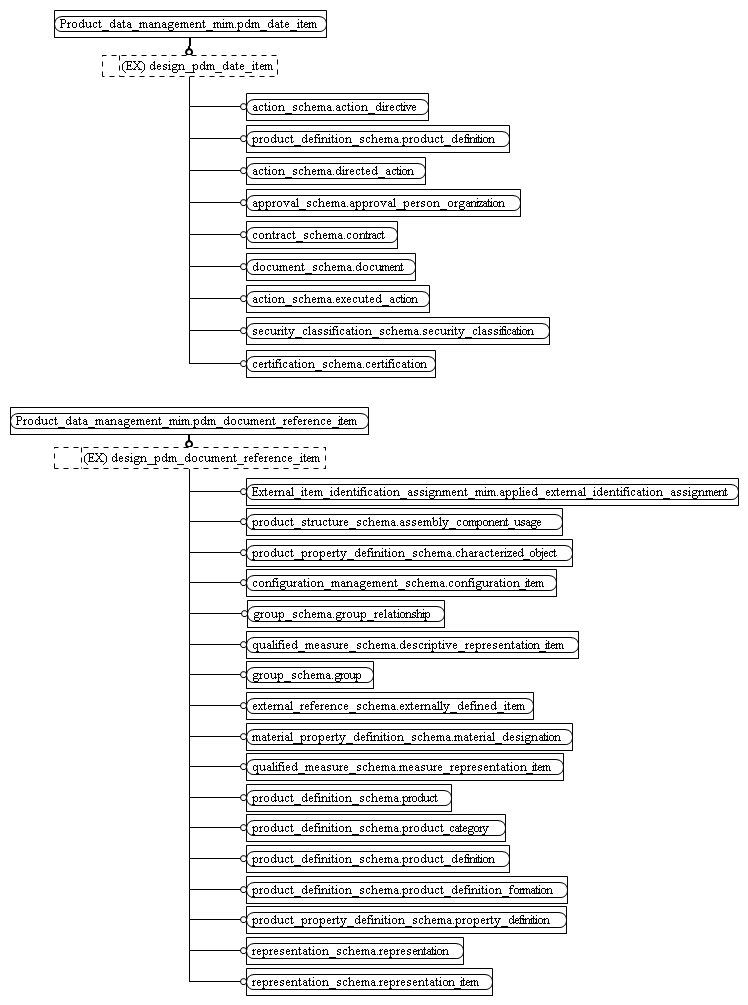 Product_data_management_mim.pdm_date_item
(EX) design_pdm_date_item
action_schema.action_directive
product_definition_schema.product_definition
action_schema.directed_action
approval_schema.approval_person_organization
contract_schema.contract
document_schema.document
action_schema.executed_action
security_classification_schema.security_classification
certification_schema.certification
Product_data_management_mim.pdm_document_reference_item
(EX) design_pdm_document_reference_item
External_item_identification_assignment_mim.applied_external_identification_assignment
product_structure_schema.assembly_component_usage
product_property_definition_schema.characterized_object
configuration_management_schema.configuration_item
group_schema.group_relationship
qualified_measure_schema.descriptive_representation_item
group_schema.group
external_reference_schema.externally_defined_item
material_property_definition_schema.material_designation
qualified_measure_schema.measure_representation_item
product_definition_schema.product
product_definition_schema.product_category
product_definition_schema.product_definition
product_definition_schema.product_definition_formation
product_property_definition_schema.property_definition
representation_schema.representation
representation_schema.representation_item